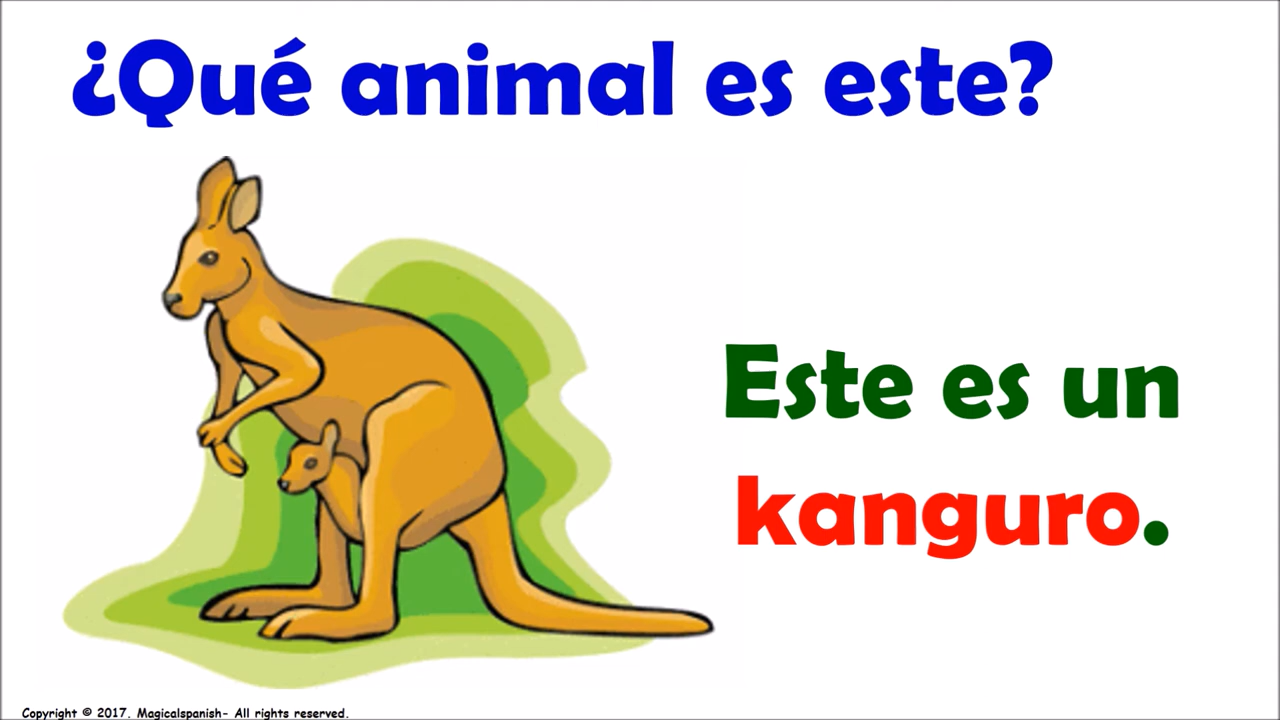 ¿Qué animal es este?
Este es un
kanguro.
Copyright © 2017. Magicalspanish- All rights reserved.